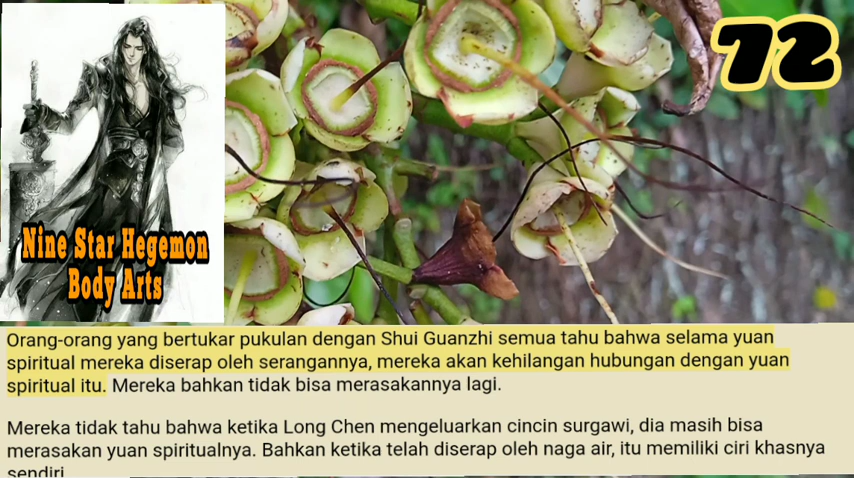 72
Nine Star Hegemon
Body Arts
Orang-orang yang bertukar pukulan dengan Shui Guanzhi semua tahu bahwa selama yuan
spiritual mereka diserap oleh serangannya, mereka akan kehilangan hubungan dengan yuan
spiritual itu. Mereka bahkan tidak bisa merasakannya lagi.
Mereka tidak tahu bahwa ketika Long Chen mengeluarkan cincin surgawi, dia masih bisa
merasakan yuan spiritualnya. Bahkan ketika telah diserap oleh naga air, itu memiliki ciri khasnya
sendiri